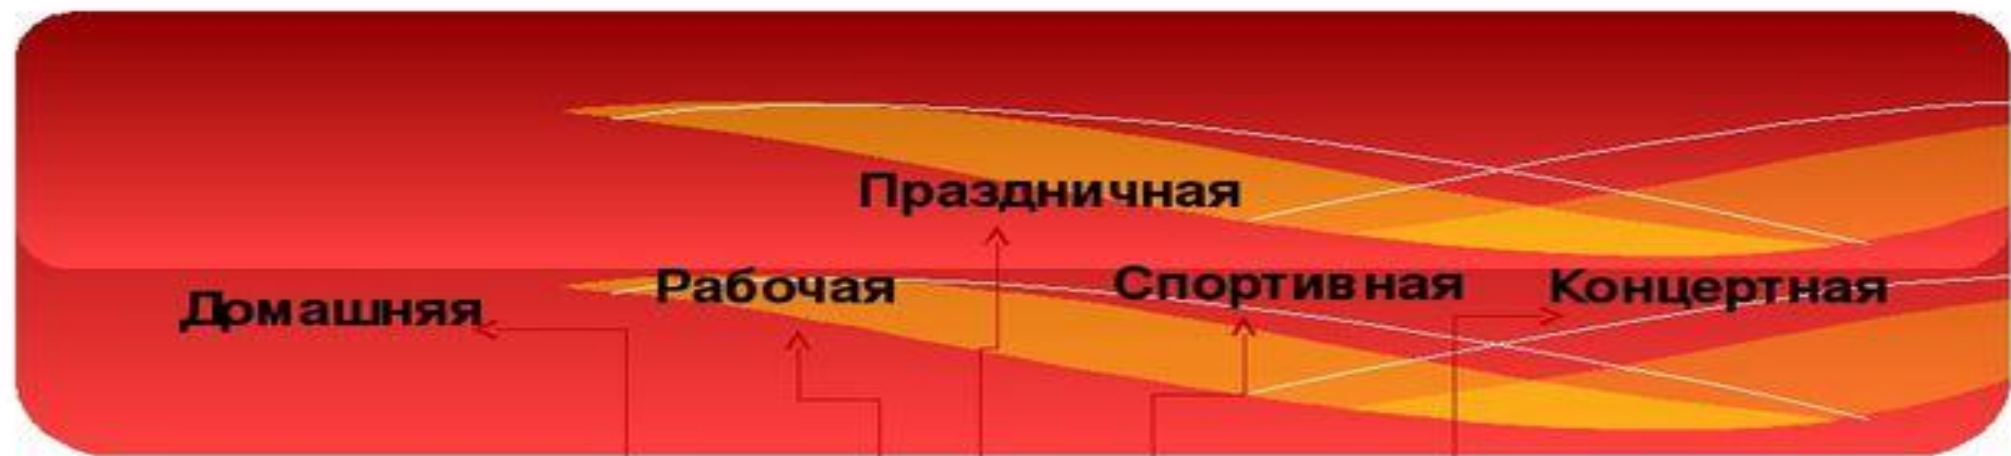 Праздничная
Домашняя Рабочая Спортивная Концертная